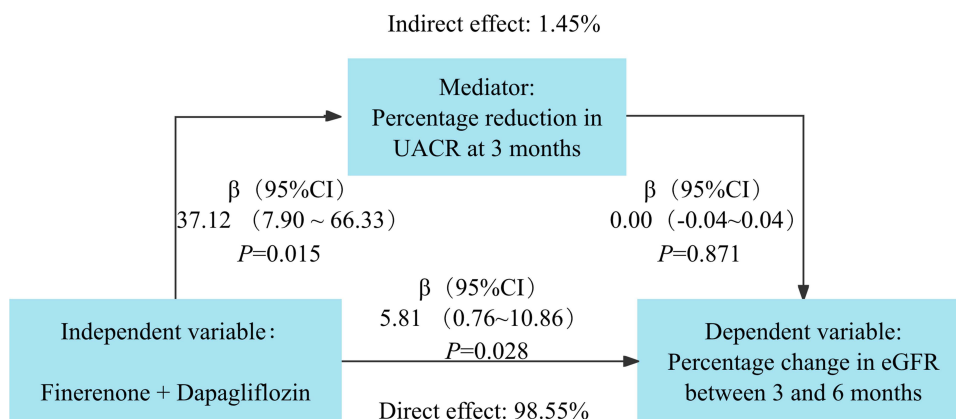 Indirect effect: 1.45%
Mediator:
Percentage reduction in
UACR at 3 months
β（95%CI）
37.12 （7.90 ~ 66.33）
P=0.015
β（95%CI）
0.00（-0.04~0.04）
P=0.871
β（95%CI）
5.81 （0.76~10.86）
P=0.028
Independent variable：
Finerenone + Dapagliflozin
Dependent variable:
Percentage change in eGFR
between 3 and 6 months
Direct effect: 98.55%